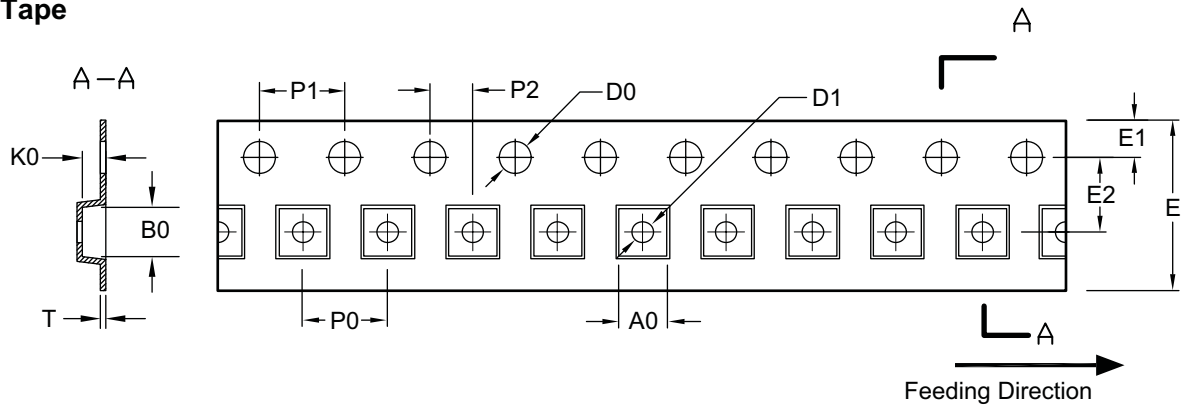 Tape
A
A-A
P1
P2
D0
D1
E1
K0
E2
E
B0
T
P0
A0
A
Feeding Direction